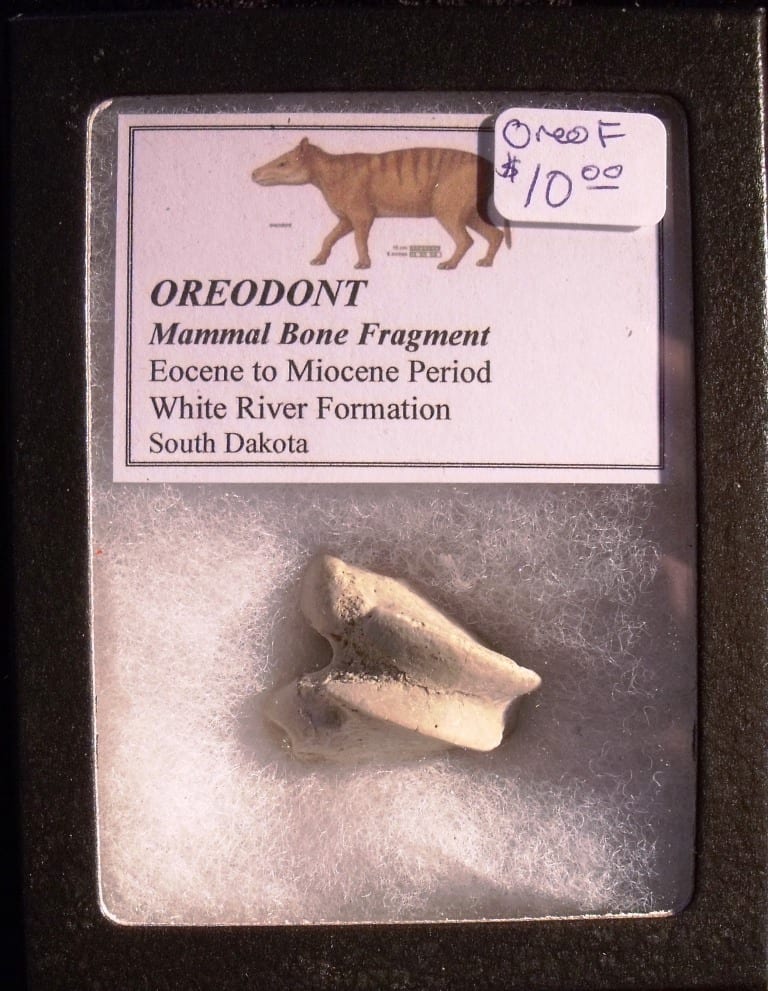 OreoF
$10.00
OREODONT
Mammal Bone Fragment
Eocene to Miocene Period
White River Formation
South Dakota